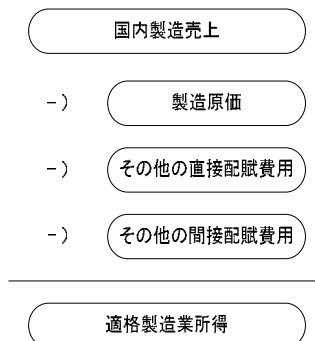 国内製造売上
-) 製造原価
-) その他の直接配賦費用
-) その他の間接配賦費用
適格製造業所得